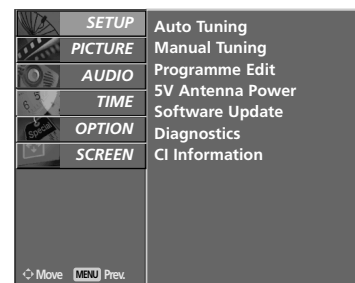 SETUP
PICTURE
AUDIO
TIME
OPTION
SCREEN
Move MENU Prev.
Auto Tuning
Manual Tuning
Programme Edit
5V Antenna Power
Software Update
Diagnostics
CI Information